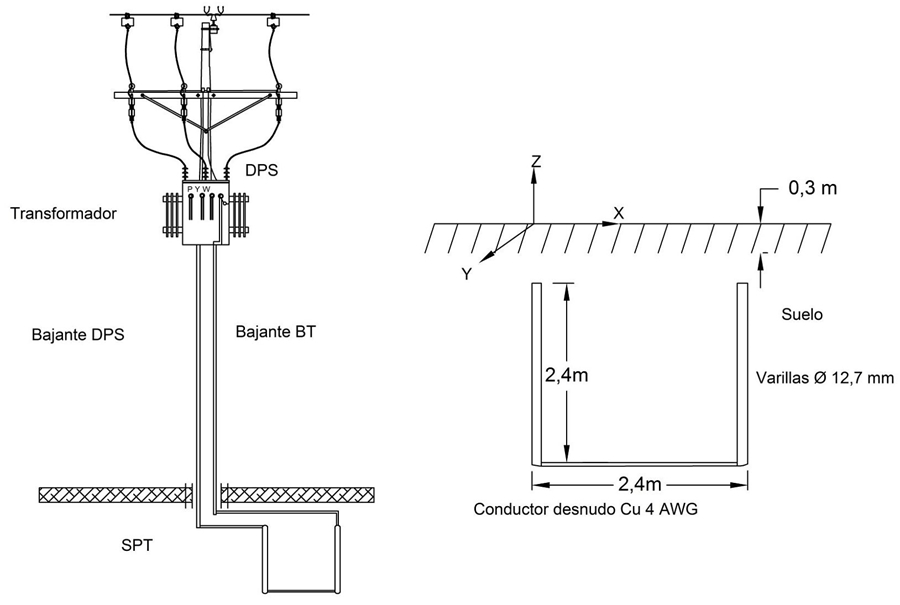 DPS
P Y W
Transformador
Bajante DPS
Bajante BT
SPT
Z
X
Y
0,3 m
Suelo
2,4m
Varillas Ø 12,7 mm
2,4m
Conductor desnudo Cu 4 AWG